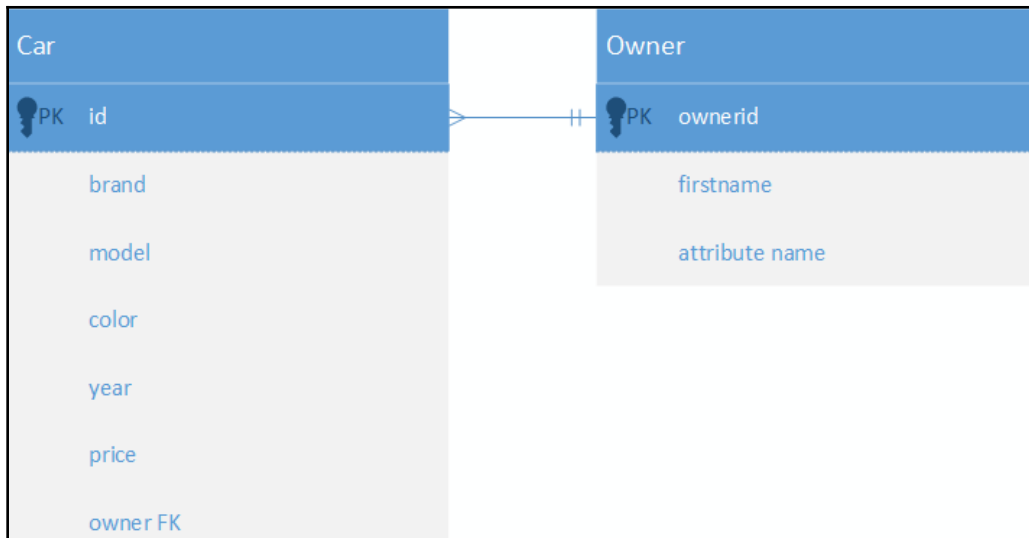 Car
PK id
brand
model
color
year
price
owner FK
Owner
PK ownerid
firstname
attribute name